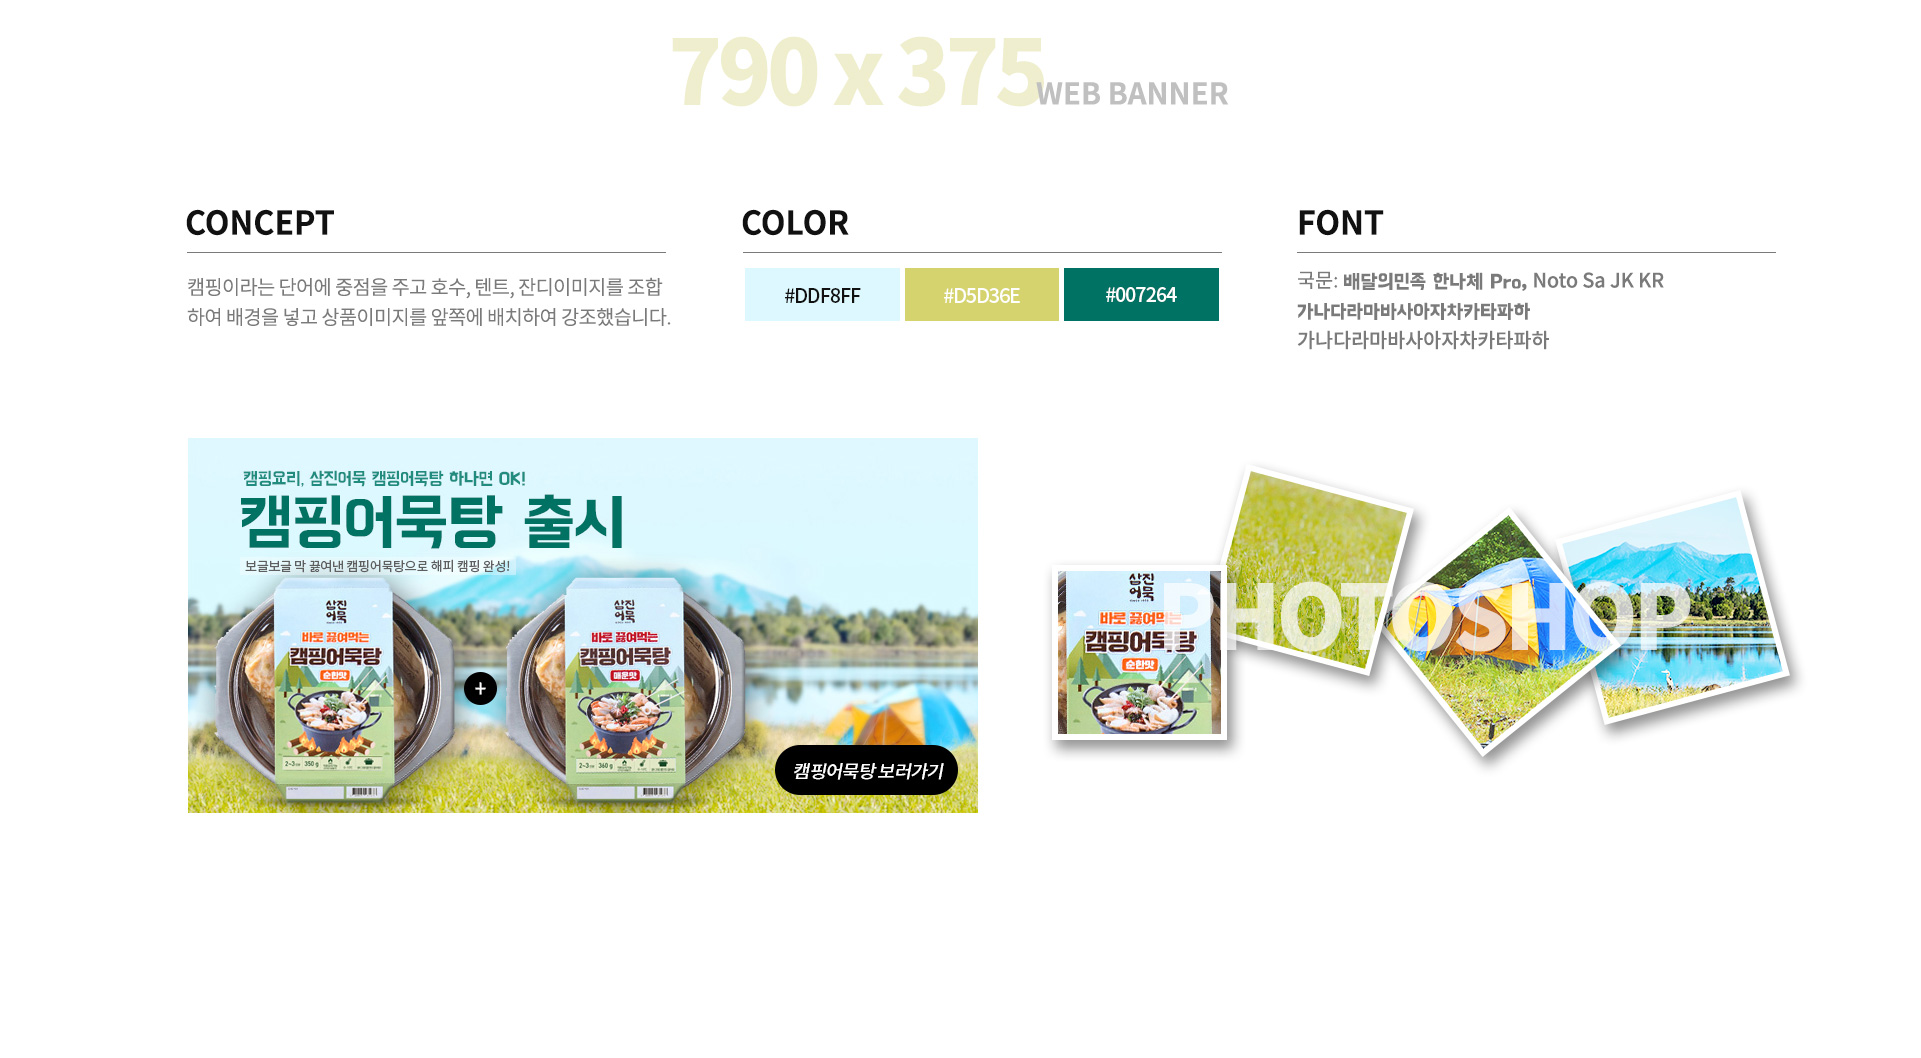 790 x 375 WEB BANNER
CONCEPT
캠핑이라는 단어에 중점을 주고 호수, 텐트, 잔디이미지를 조합
하여 배경을 넣고 상품이미지를 앞쪽에 배치하여 강조했습니다.
COLOR
#DDF8FF
#D5D36E
#007264
FONT
국문: 배달의민족 한나체 Pro, Noto Sa JK KR
가나다라마바사아자차카타파하
가나다라마바사아자차카타파하
캠핑요리, 삼진어묵 캠핑어묵탕 하나면 OK!
캠핑어묵탕 출시
보글보글 막 끓여낸 캠핑어묵탕으로 해피 캠핑 완성!
삼진
어묵
바로 끓여먹는
캠핑어묵탕
순한맛
2~3인분 350 g
+
삼진
어묵
바로 끓여먹는
캠핑어묵탕
매운맛
2~3인분 360 g
캠핑어묵탕 보러가기
삼진
어묵
바로 끓여먹는
캠핑어묵탕
순한맛
PHOTOSHOP